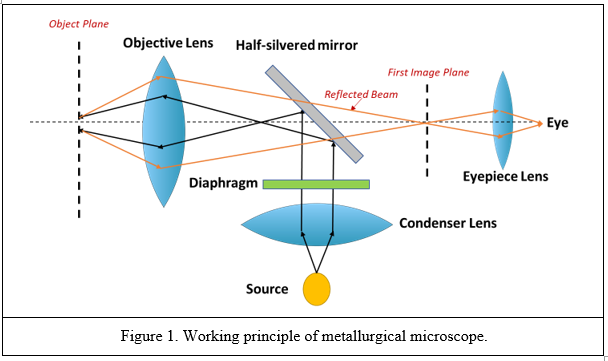 Object Plane
Objective Lens
Half-silvered mirror
First Image Plane
Reflected Beam
Eye
Eyepiece Lens
Diaphragm
Condenser Lens
Source
Figure 1. Working principle of metallurgical microscope.